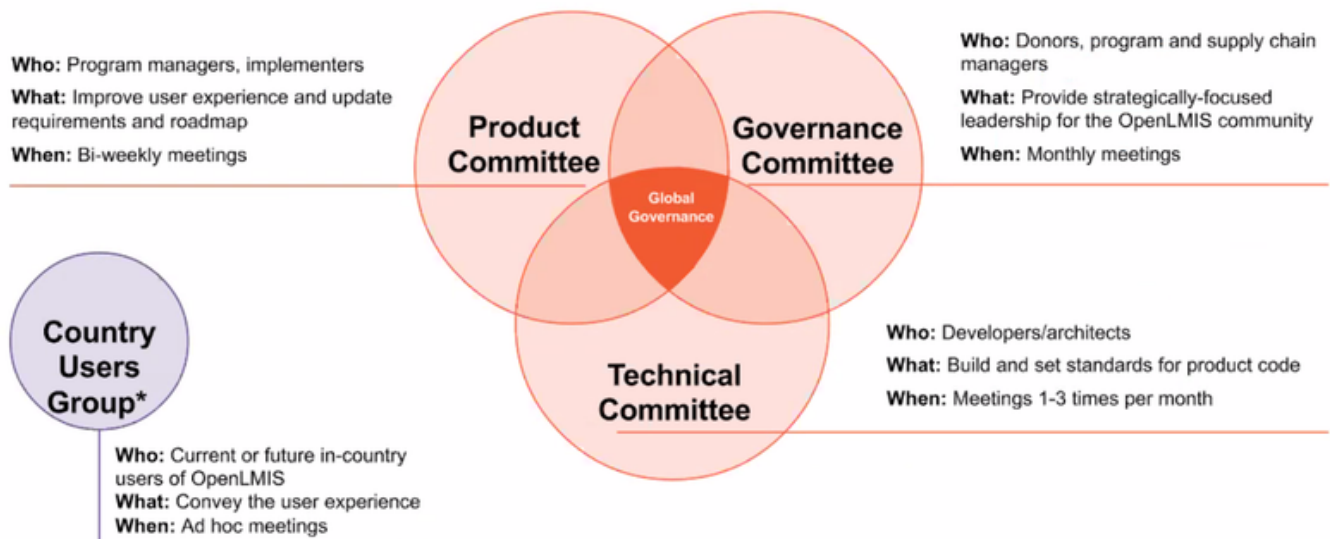 Who: Program managers, implementers
What: Improve user experience and update
requirements and roadmap
When: Bi-weekly meetings
Product
Committee
Governance
Committee
Who: Donors, program and supply chain
managers
What: Provide strategically-focused
leadership for the OpenLMIS community
When: Monthly meetings
Global
Governance
Country
Users
Group*
Who: Current or future in-country
users of OpenLMIS
What: Convey the user experience
When: Ad hoc meetings
Technical
Committee
Who: Developers/architects
What: Build and set standards for product code
When: Meetings 1-3 times per month